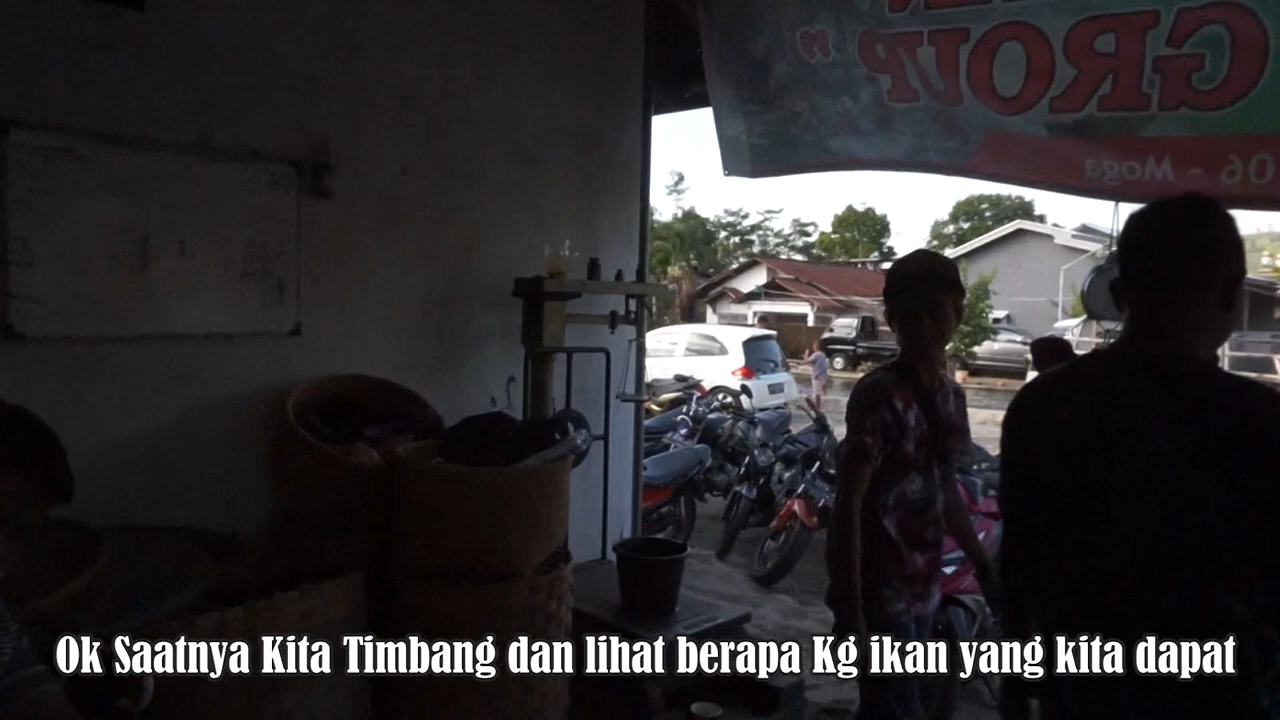 GROUP "
06 - Moga
Ok Saatnya Kita Timbang dan lihat berapa Kg ikan yang kita dapat